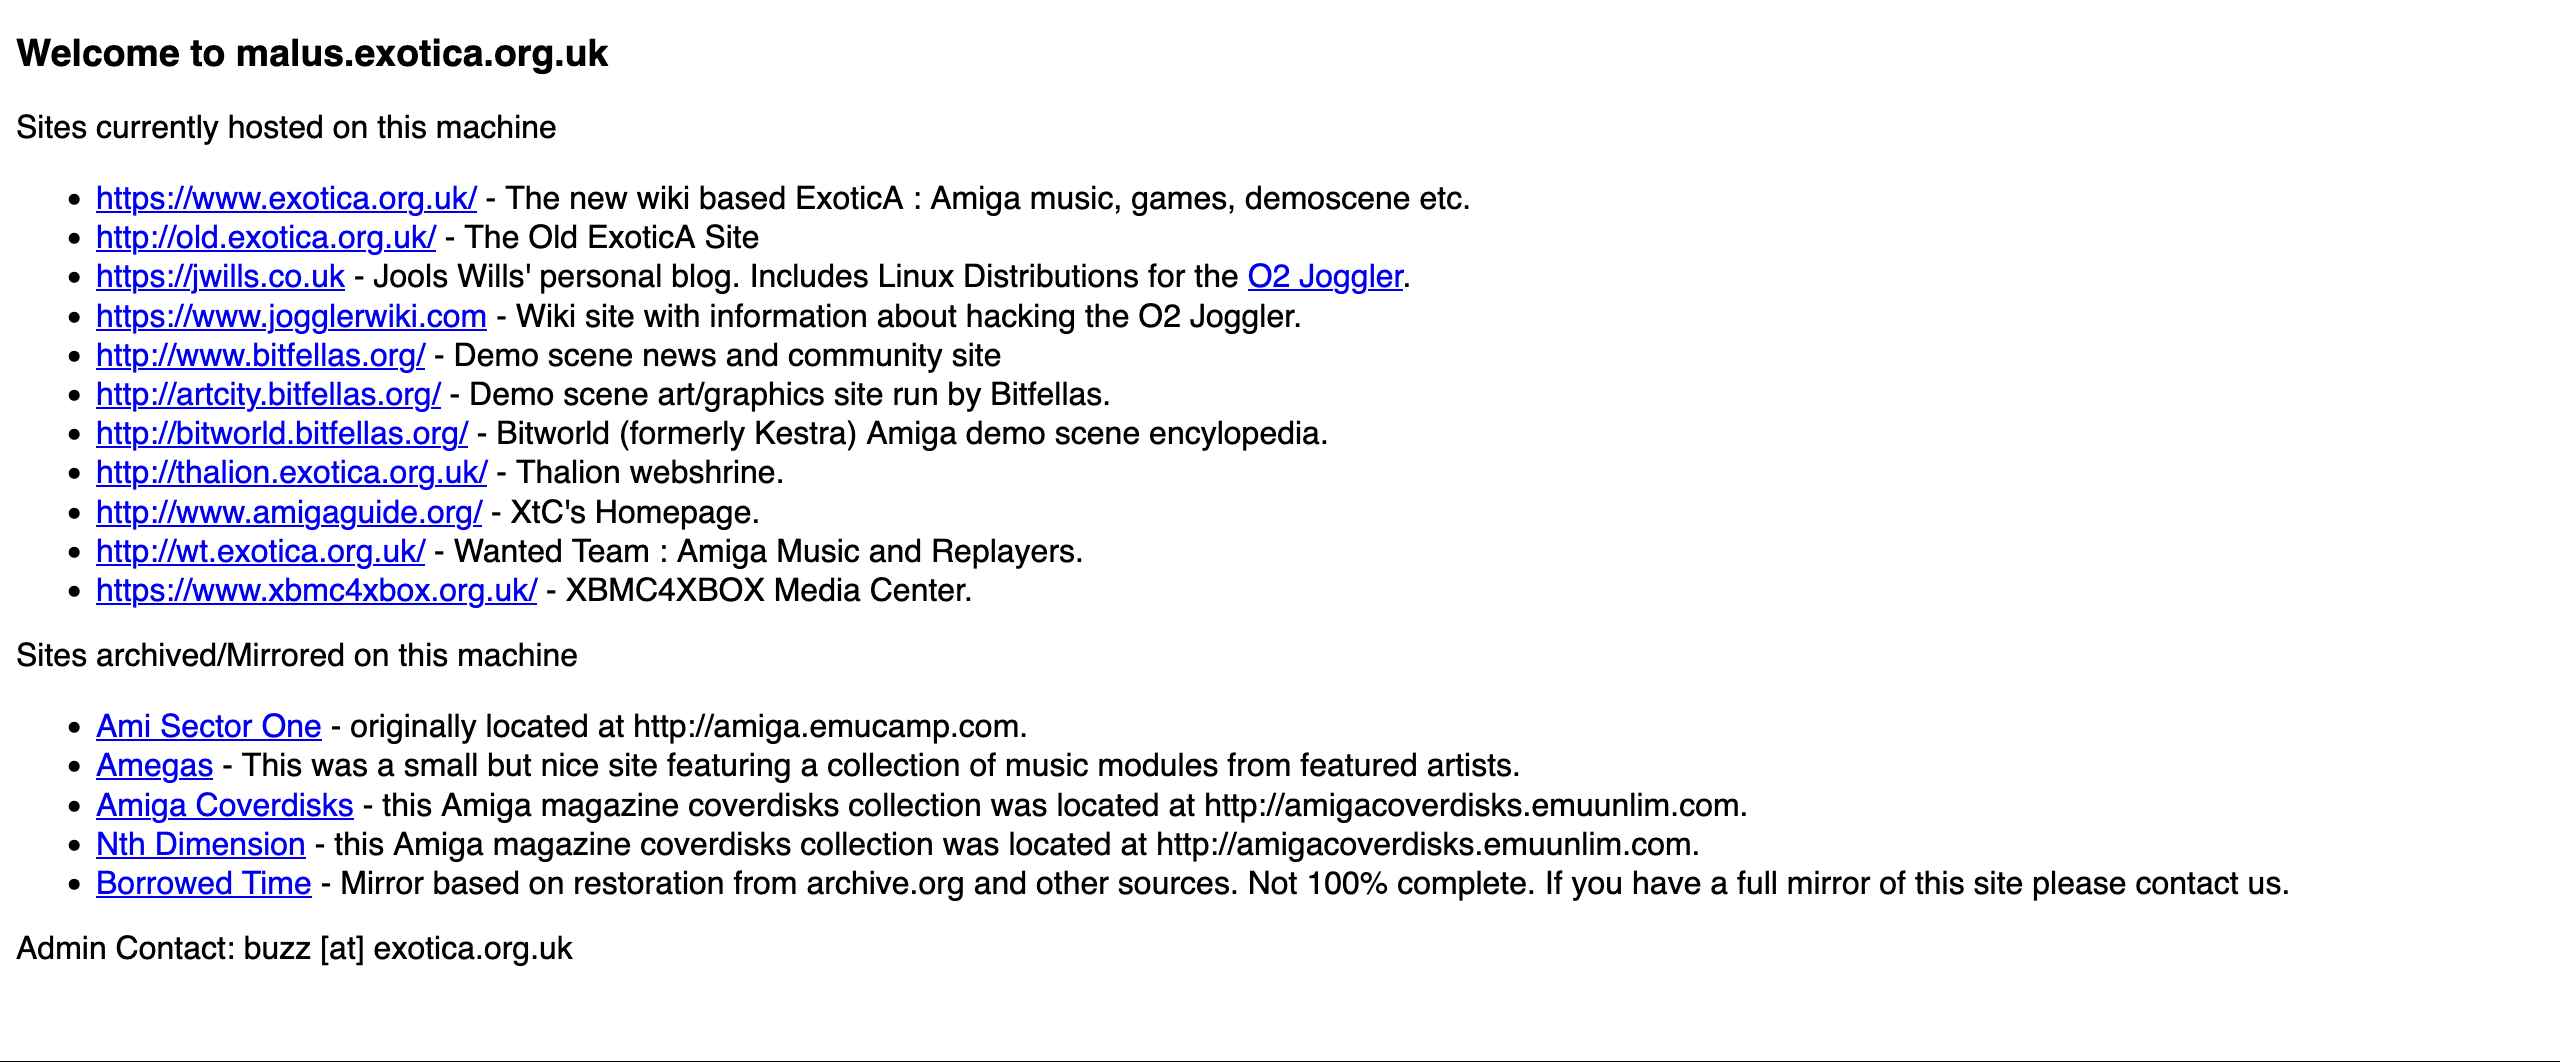 Welcome to malus.exotica.org.uk
Sites currently hosted on this machine
• https://www.exotica.org.uk/ - The new wiki based ExoticA : Amiga music, games, demoscene etc.
• http://old.exotica.org.uk/ - The Old ExoticA Site
• https://jwills.co.uk - Jools Wills' personal blog. Includes Linux Distributions for the O2 Joggler.
• https://www.jogglerwiki.com - Wiki site with information about hacking the O2 Joggler.
• http://www.bitfellas.org/ - Demo scene news and community site
• http://artcity.bitfellas.org/ - Demo scene art/graphics site run by Bitfellas.
• http://bitworld.bitfellas.org/ - Bitworld (formerly Kestra) Amiga demo scene encylopedia.
• http://thalion.exotica.org.uk/ - Thalion webshrine.
• http://www.amigaguide.org/ - XtC's Homepage.
• http://wt.exotica.org.uk/ - Wanted Team : Amiga Music and Replayers.
• https://www.xbmc4xbox.org.uk/ - XBMC4XBOX Media Center.
Sites archived/Mirrored on this machine
• Ami Sector One - originally located at http://amiga.emucamp.com.
• Amegas - This was a small but nice site featuring a collection of music modules from featured artists.
• Amiga Coverdisks - this Amiga magazine coverdisks collection was located at http://amigacoverdisks.emuunlim.com.
• Nth Dimension - this Amiga magazine coverdisks collection was located at http://amigacoverdisks.emuunlim.com.
• Borrowed Time - Mirror based on restoration from archive.org and other sources. Not 100% complete. If you have a full mirror of this site please contact us.
Admin Contact: buzz [at] exotica.org.uk